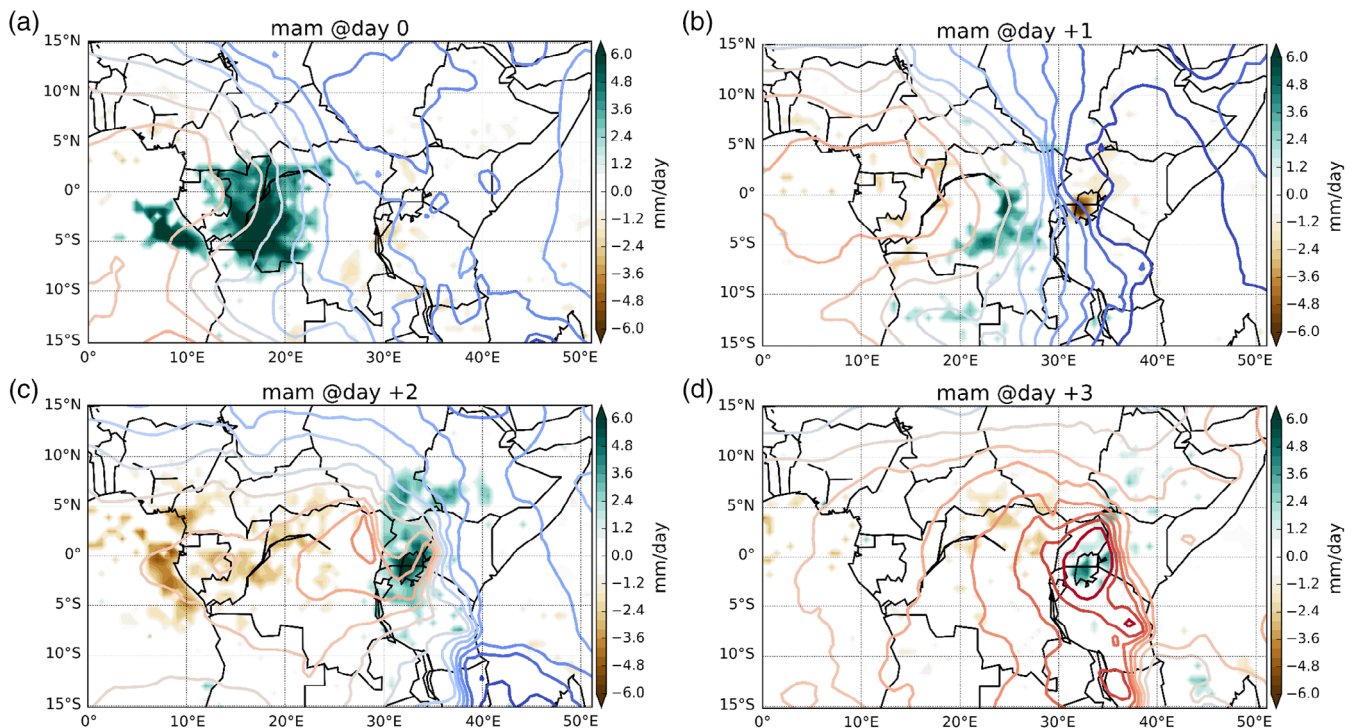 (a)
mam @day 0
15°N
10°N
5°N
0°
5°S
10°S
15°S
0°
10°E
20°E
30°E
40°E
50°E
6.0
4.8
3.6
2.4
1.2
0.0
−1.2
−2.4
−3.6
−4.8
−6.0
mm/day
(b)
mam @day +1
15°N
10°N
5°N
0°
5°S
10°S
15°S
0°
10°E
20°E
30°E
40°E
50°E
6.0
4.8
3.6
2.4
1.2
0.0
−1.2
−2.4
−3.6
−4.8
−6.0
mm/day
(c)
mam @day +2
15°N
10°N
5°N
0°
5°S
10°S
15°S
0°
10°E
20°E
30°E
40°E
50°E
6.0
4.8
3.6
2.4
1.2
0.0
−1.2
−2.4
−3.6
−4.8
−6.0
mm/day
(d)
mam @day +3
15°N
10°N
5°N
0°
5°S
10°S
15°S
0°
10°E
20°E
30°E
40°E
50°E
6.0
4.8
3.6
2.4
1.2
0.0
−1.2
−2.4
−3.6
−4.8
−6.0
mm/day